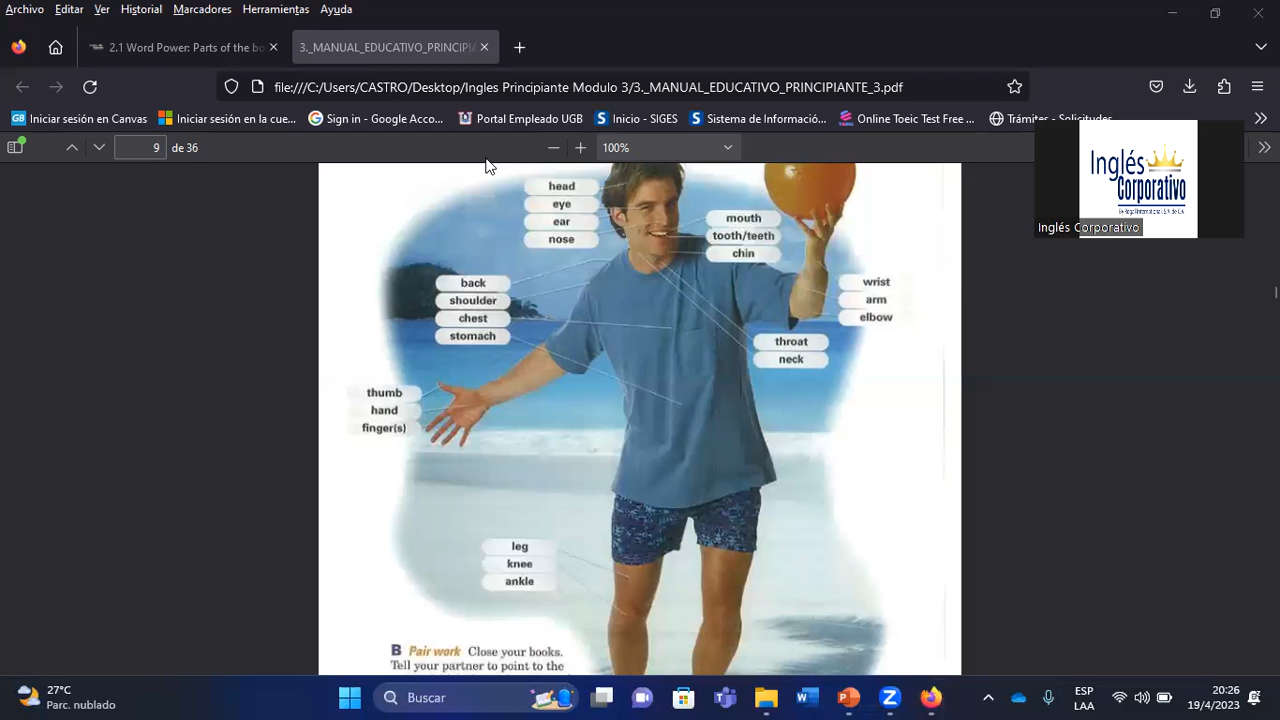 Archivo Editar Ver Historial Marcadores Herramientas Ayuda
2.1 Word Power: Parts of the bo
3._MANUAL_EDUCATIVO_PRINCIPIA
file:///C:/Users/CASTRO/Desktop/Ingles Principiante Modulo 3/3._MANUAL_EDUCATIVO_PRINCIPIANTE_3.pdf
GB Iniciar sesión en Canvas
Iniciar sesión en la cue...
Sign in - Google Acco...
Portal Empleado UGB
S Inicio - SIGES
S Sistema de Informació...
Online Toeic Test Free ...
Trámites - Solicitudes
9 de 36
100%
Inglés
Corporativo
Inglés Corporativo
head
eye
ear
nose
mouth
tooth/teeth
chin
back
shoulder
chest
stomach
wrist
arm
elbow
throat
neck
thumb
hand
finger(s)
leg
knee
ankle
B Pair work Close your books.
Tell your partner to point to the
27°C
Parc. nublado
Buscar
ESP
LAA
20:26
19/4/2023